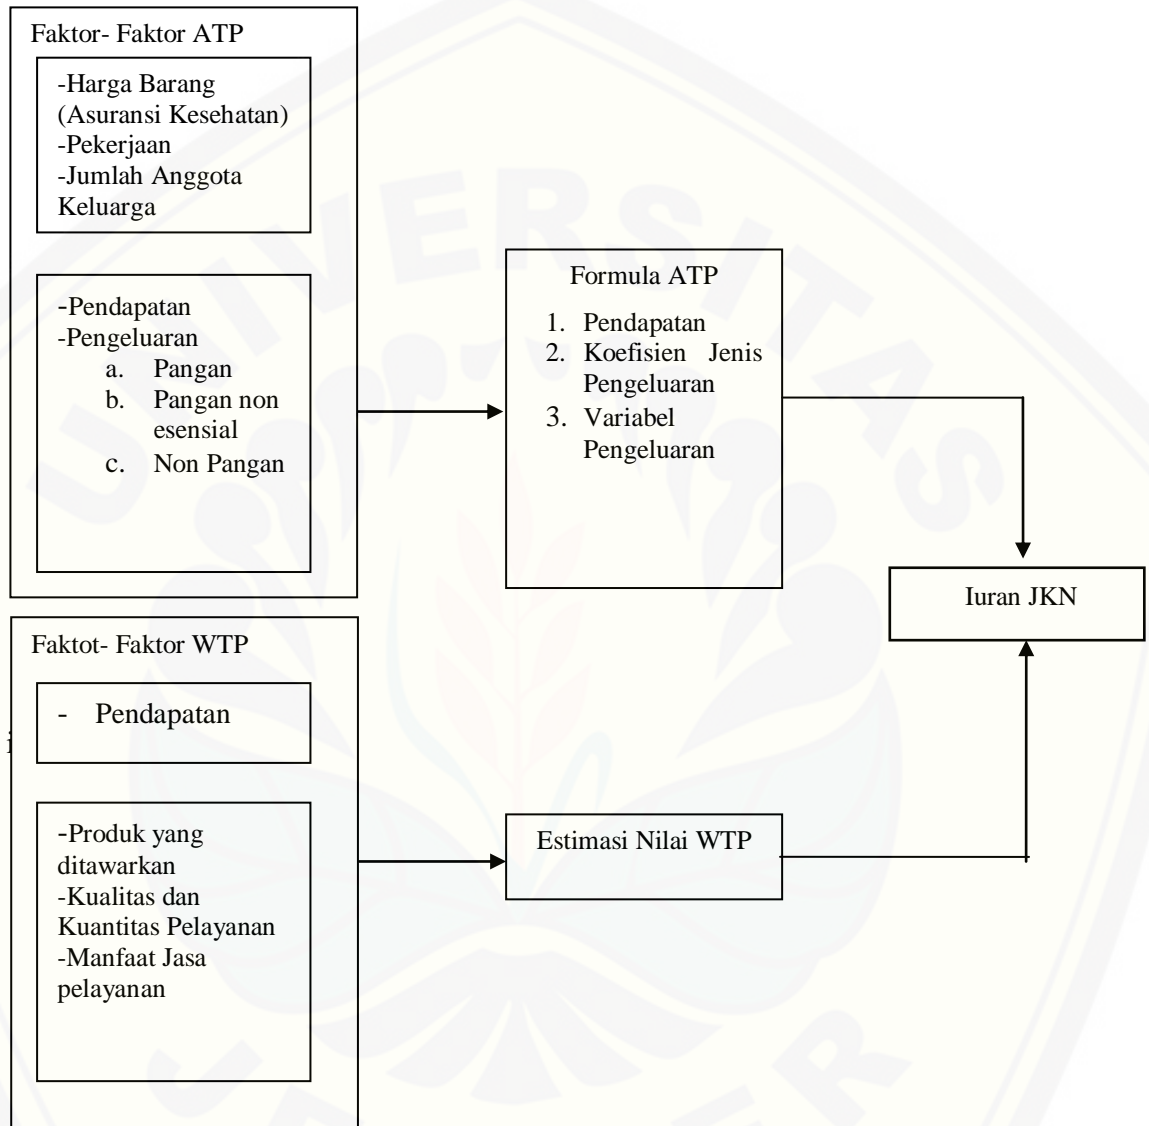 Faktor- Faktor ATP
-Harga Barang
(Asuransi Kesehatan)
-Pekerjaan
-Jumlah Anggota
Keluarga
-Pendapatan
-Pengeluaran
a. Pangan
b. Pangan non
esensial
c. Non Pangan
Formula ATP
1. Pendapatan
2. Koefisien Jenis
Pengeluaran
3. Variabel
Pengeluaran
Iuran JKN
Faktot- Faktor WTP
- Pendapatan
i
-Produk yang
ditawarkan
-Kualitas dan
Kuantitas Pelayanan
-Manfaat Jasa
pelayanan
Estimasi Nilai WTP
UNIVERSITAS